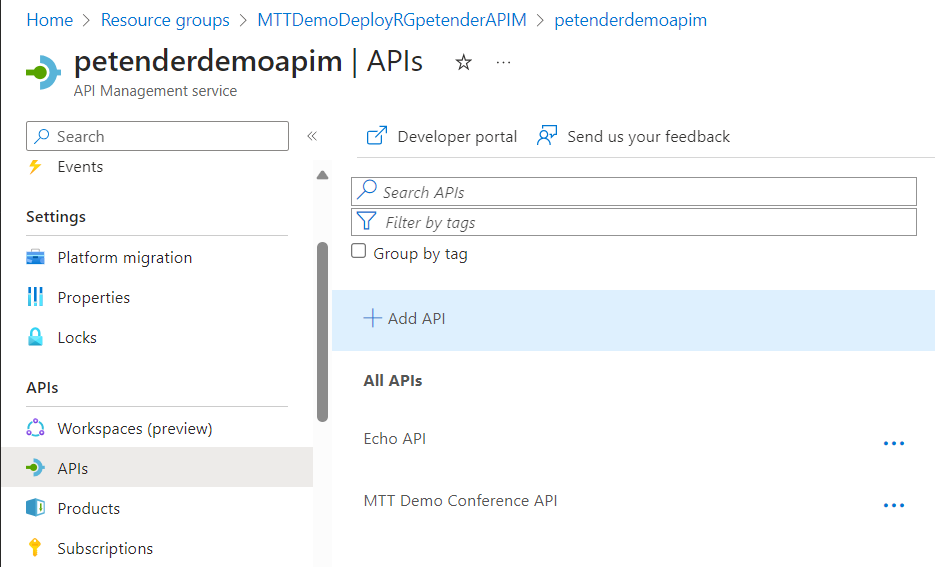 Home > Resource groups > MTTDemoDeployRGpetenderAPIM > petenderdemoapim
petenderdemoapim | APIs ☆ ...
API Management service
Search «
Events
Settings
Platform migration
Properties
Locks
APIs
Workspaces (preview)
APIs
Products
Subscriptions
Developer portal
Send us your feedback
Search APIs
Filter by tags
Group by tag
+ Add API
All APIs
Echo API ...
MTT Demo Conference API ...